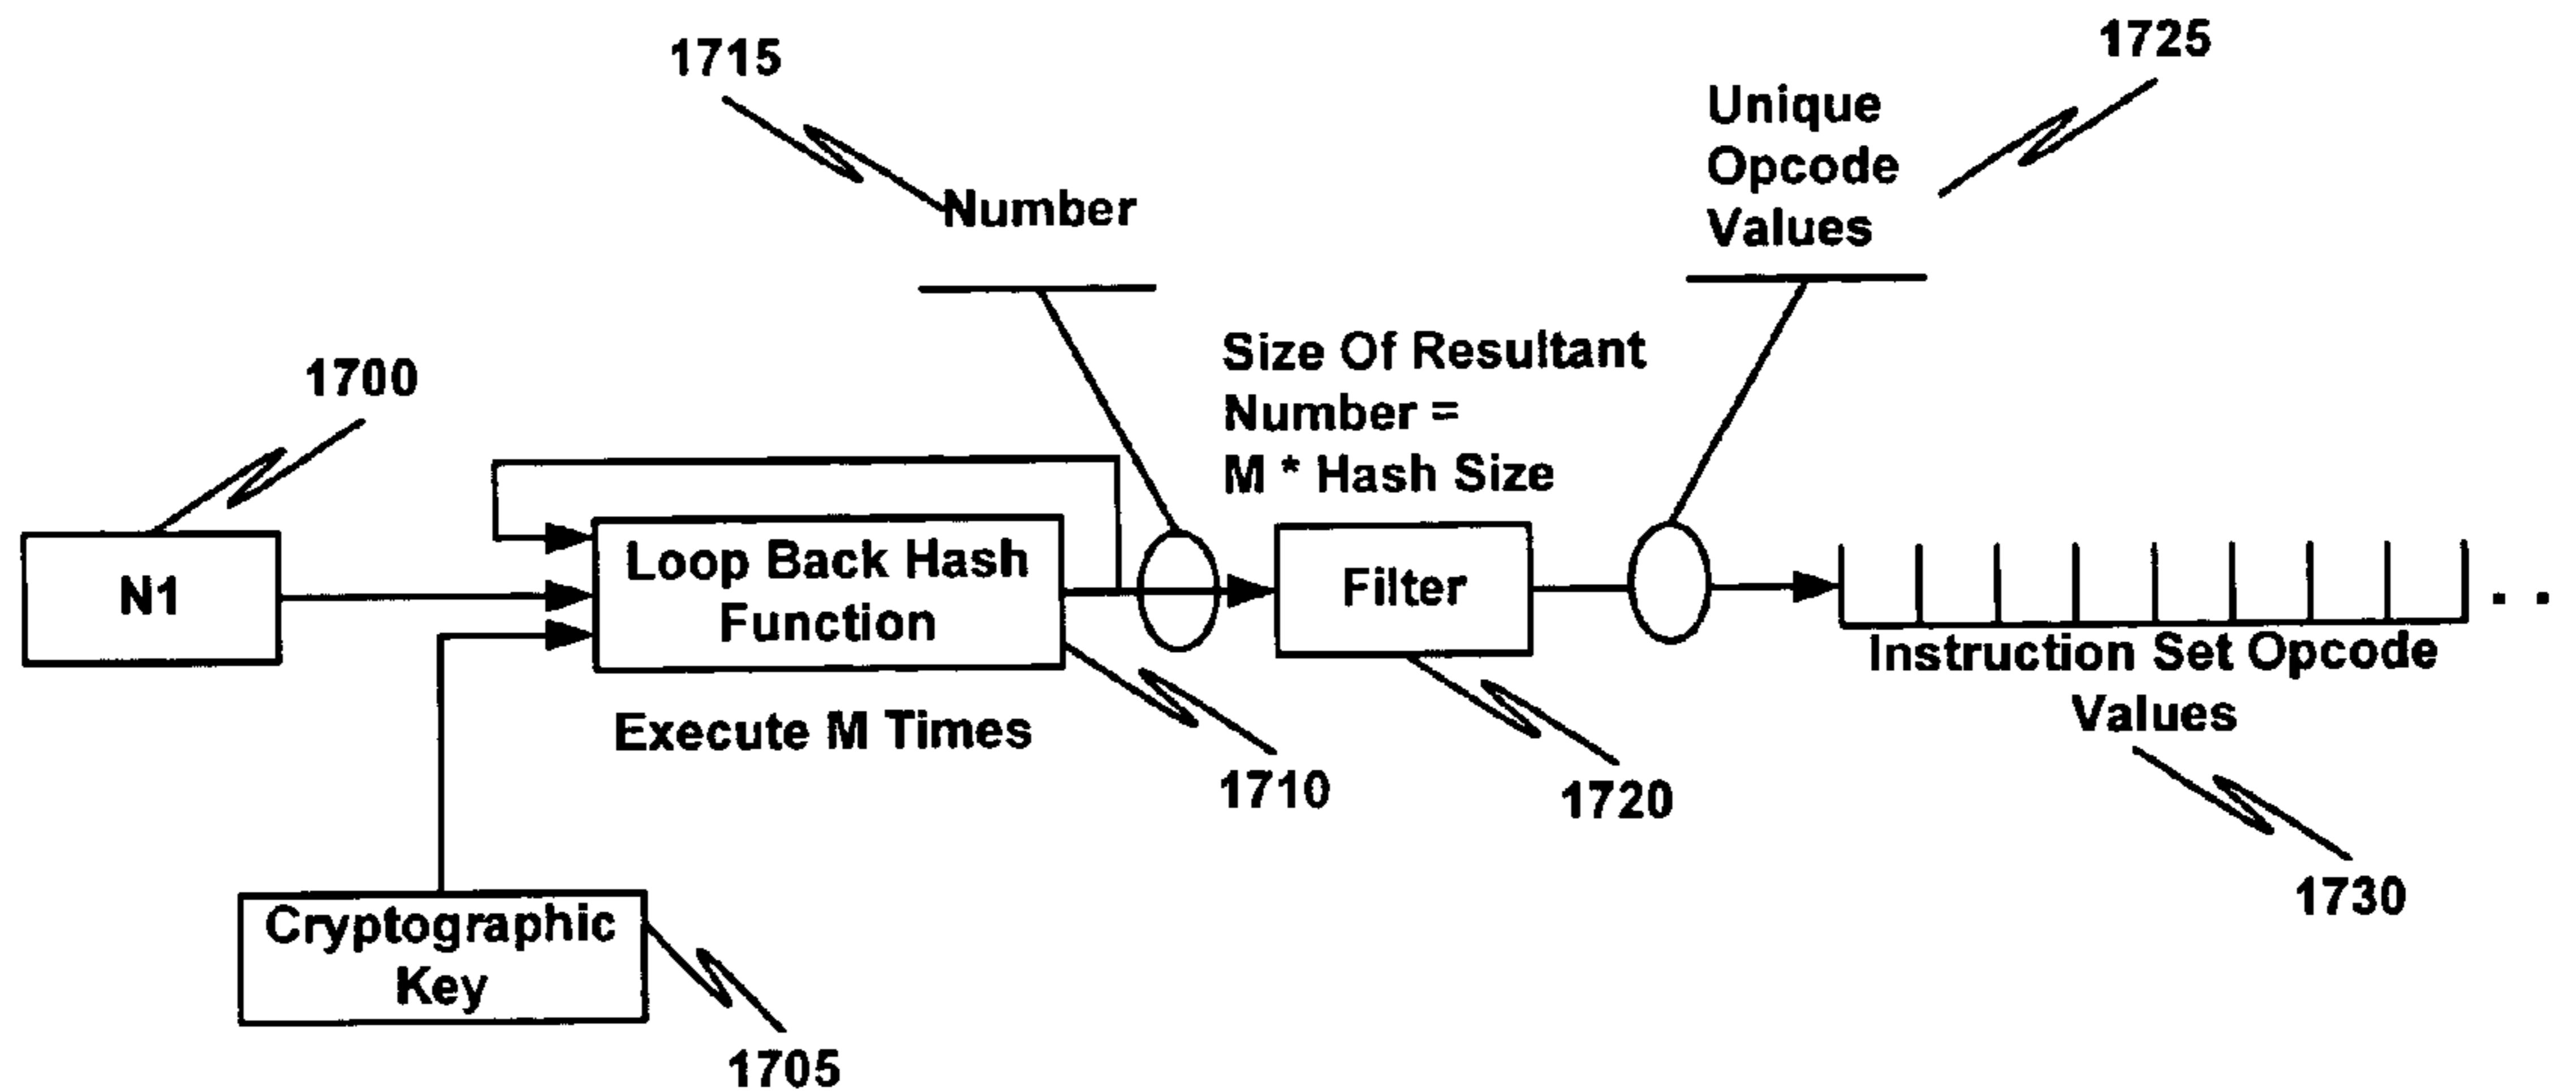 1715
1725
Unique
Opcode
Values
Number
Size Of Resultant
Number =
M * Hash Size
1700
N1
Loop Back Hash
Function
Filter
. .
Instruction Set Opcode
Values
Execute M Times
1710
1720
1730
Cryptographic
Key
1705